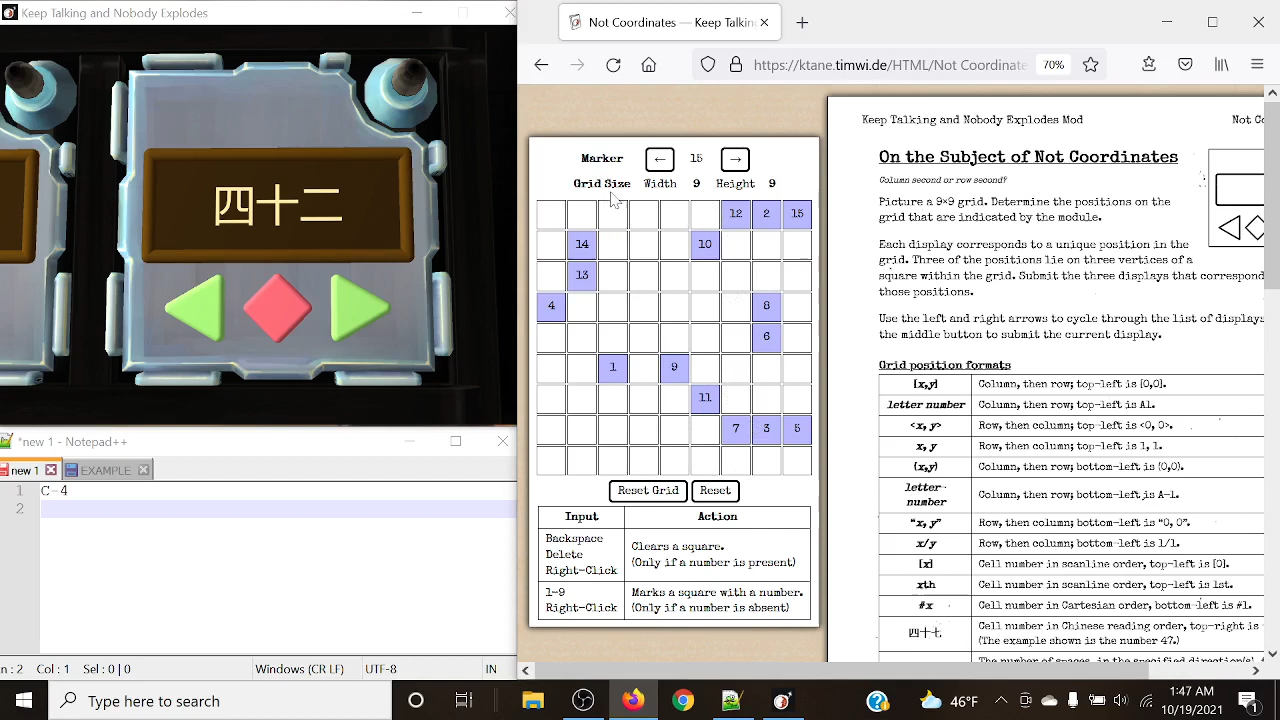 Keep Talking and Nobody Explodes
四十二
*new 1 - Notepad++
new 1
EXAMPLE
1 C-4
2
Ln : 2 Col : 1 Sel : 0 | 0
Windows (CR LF)
UTF-8
IN
Not Coordinates — Keep Talking
https://ktane.timwi.de/HTML/Not Coordinate
70%
Marker ← 15 →
Grid Size Width 9 Height 9
12 2 15
14 10
13
4 8
6
1 9
11
7 3 5
Reset Grid Reset
Input Action
Backspace
Delete
Right-Click
Clears a square.
(Only if a number is present)
1-9
Right-Click
Marks a square with a number.
(Only if a number is absent)
Keep Talking and Nobody Explodes Mod
Not Co
On the Subject of Not Coordinates
Column second or row second?
Picture a 9×9 grid. Determine the positions on the
grid that are indicated by the module.
Each display corresponds to a unique position in the
grid. Three of the positions lie on three vertices of a
square within the grid. Submit the three displays that correspond
those positions.
Use the left and right arrows to cycle through the list of displays
the middle button to submit the current display.
Grid position formats
[x,y] Column, then row; top-left is [0,0].
letter number Column, then row; top-left is A1.
<x, y> Row, then column; top-left is <0, 0>.
x, y Row, then column; top-left is 1, 1.
(x,y) Column, then row; bottom-left is (0,0).
letter-number Column, then row; bottom-left is A-1.
“x, y” Row, then column; bottom-left is “0, 0”.
x/y Row, then column; bottom-left is 1/1.
[x] Cell number in scanline order, top-left is [0].
xth Cell number in scanline order, top-left is 1st.
#x Cell number in Cartesian order, bottom-left is #1.
四十七 Cell number in Chinese reading order, top-right is
(The example shown is the number 47.)
Type here to search
46°F
1:47 AM
10/19/2021